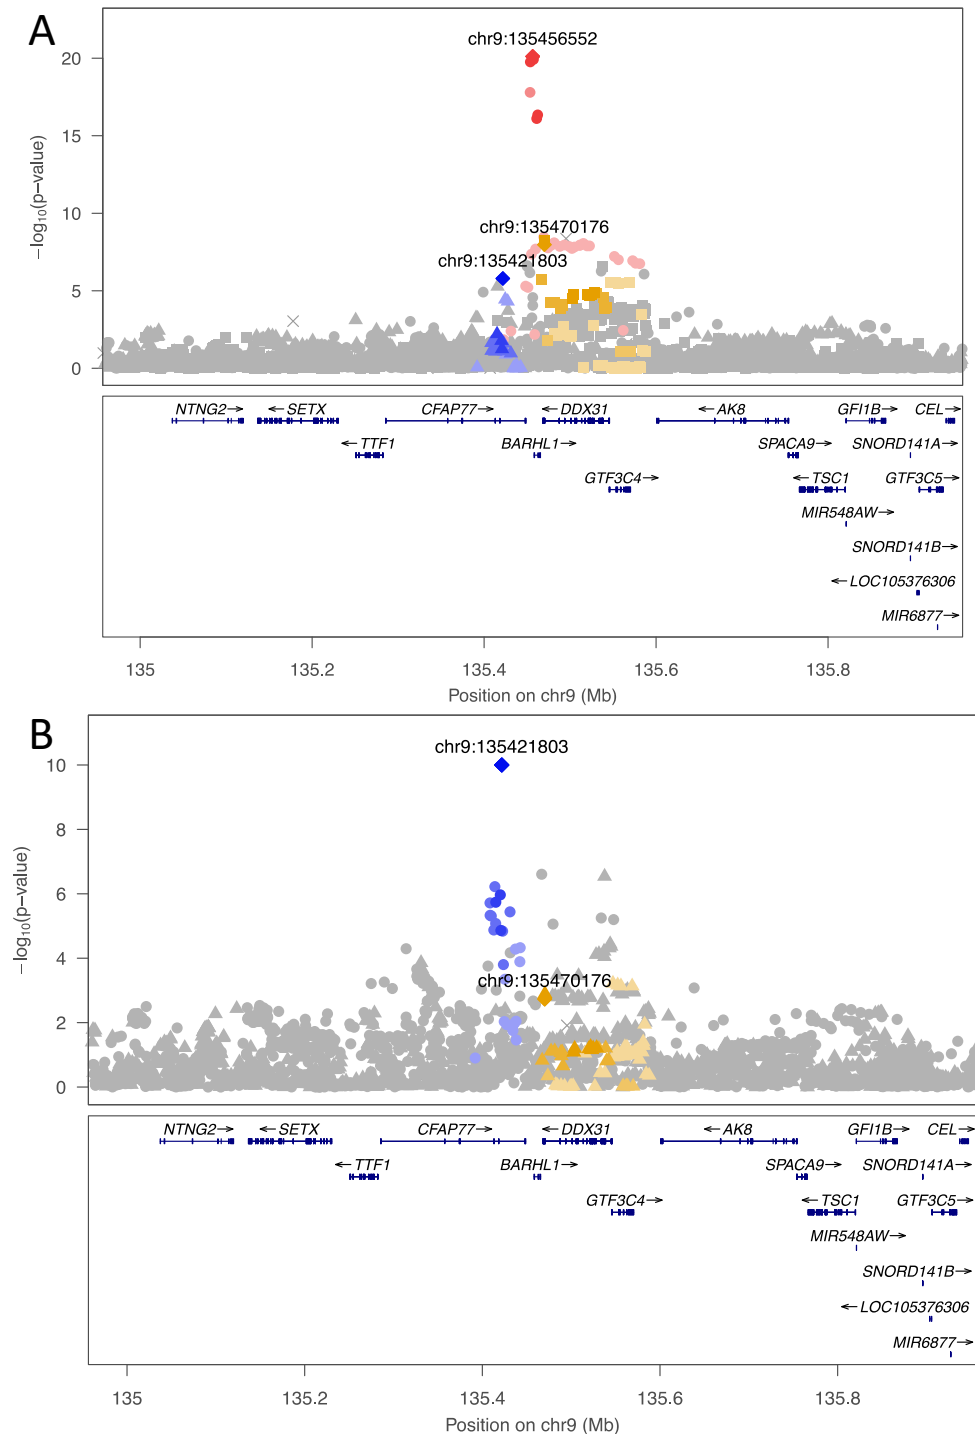 A
chr9:135456552
20
15
10
5
0
−log10(p−value)
chr9:135470176
chr9:135421803
NTNG2→ ←SETX CFAP77→ ←DDX31 ←AK8 GFI1B→ CEL→
←TTF1 BARHL1→ SPACA9→ SNORD141A→
GTF3C4→ ←TSC1 GTF3C5→
MIR548AW→
SNORD141B→
←LOC105376306
MIR6877→
135 135.2 135.4 135.6 135.8
Position on chr9 (Mb)
B
chr9:135421803
10
8
6
4
2
0
−log10(p−value)
chr9:135470176
NTNG2→ ←SETX CFAP77→ ←DDX31 ←AK8 GFI1B→ CEL→
←TTF1 BARHL1→ SPACA9→ SNORD141A→
GTF3C4→ ←TSC1 GTF3C5→
MIR548AW→
SNORD141B→
←LOC105376306
MIR6877→
135 135.2 135.4 135.6 135.8
Position on chr9 (Mb)